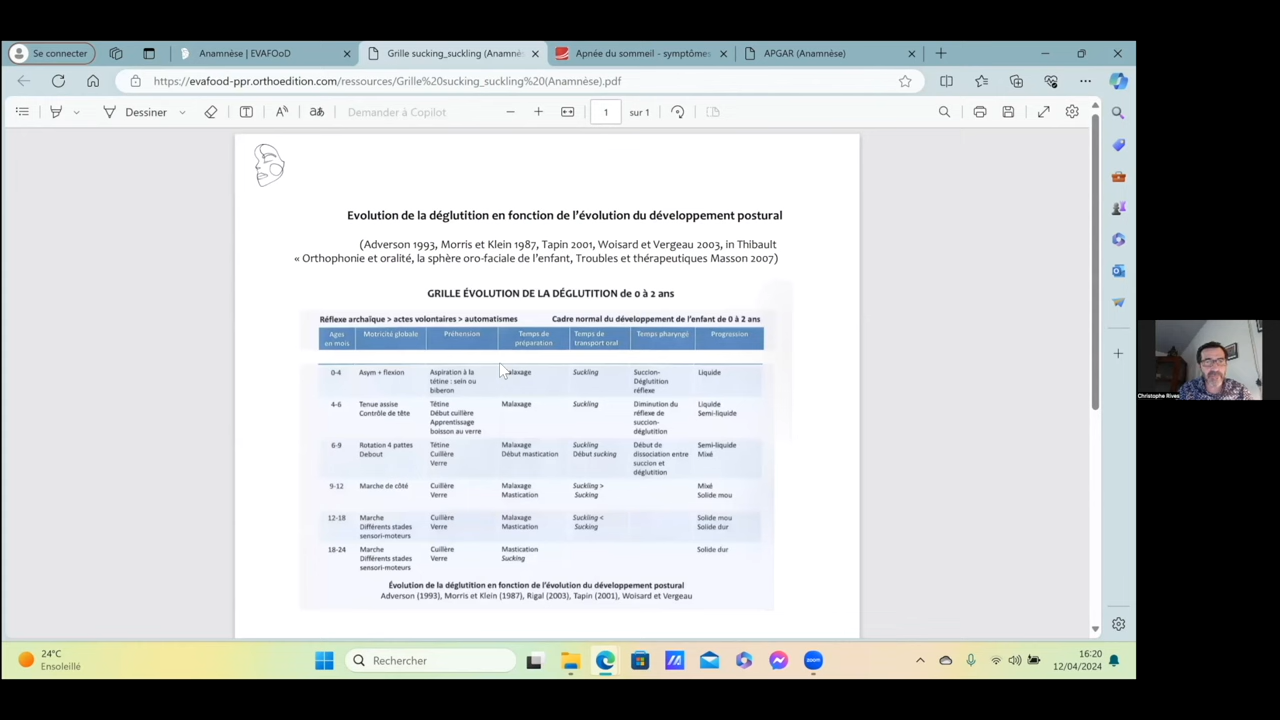 Se connecter
Anamnèse | EVAFOoD
Grille sucking_suckling (Anamnè
Apnée du sommeil - symptômes
APGAR (Anamnèse)
https://evafood-ppr.orthoedition.com/ressources/Grille%20sucking_suckling%20(Anamnèse).pdf
Dessiner
Demander à Copilot
1 sur 1
Evolution de la déglutition en fonction de l'évolution du développement postural
(Adverson 1993, Morris et Klein 1987, Tapin 2001, Woisard et Vergeau 2003, in Thibault
« Orthophonie et oralité, la sphère oro-faciale de l'enfant, Troubles et thérapeutiques Masson 2007)
GRILLE ÉVOLUTION DE LA DÉGLUTITION de 0 à 2 ans
Réflexe archaïque > actes volontaires > automatismes Cadre normal du développement de l'enfant de 0 à 2 ans
Ages en mois Motricité globale Préhension Temps de préparation Temps de transport oral Temps pharyngé Progression
0-4 Asym + flexion Aspiration à la tétine : sein ou biberon Malaxage Suckling Succion-Déglutition réflexe Liquide
4-6 Tenue assise Contrôle de tête Tétine Début cuillère Apprentissage boisson au verre Malaxage Suckling Diminution du réflexe de succion-déglutition Liquide Semi-liquide
6-9 Rotation 4 pattes Debout Tétine Cuillère Verre Malaxage Début mastication Suckling Début sucking Début de dissociation entre succion et déglutition Semi-liquide Mixé
9-12 Marche de côté Cuillère Verre Malaxage Mastication Suckling > Sucking Mixé Solide mou
12-18 Marche Différents stades sensori-moteurs Cuillère Verre Malaxage Mastication Suckling < Sucking Solide mou Solide dur
18-24 Marche Différents stades sensori-moteurs Cuillère Verre Mastication Sucking Solide dur
Évolution de la déglutition en fonction de l'évolution du développement postural
Adverson (1993), Morris et Klein (1987), Rigal (2003), Tapin (2001), Woisard et Vergeau
Christophe Rives
24°C
Ensoleillé
Rechercher
zoom
16:20
12/04/2024